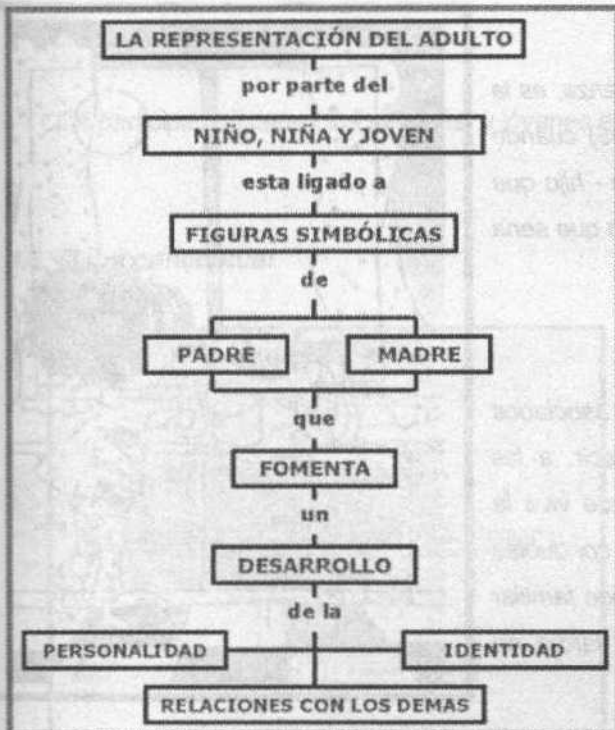 LA REPRESENTACIÓN DEL ADULTO
por parte del
NIÑO, NIÑA Y JOVEN
esta ligado a
FIGURAS SIMBÓLICAS
de
PADRE MADRE
que
FOMENTA
un
DESARROLLO
de la
PERSONALIDAD IDENTIDAD
RELACIONES CON LOS DEMAS